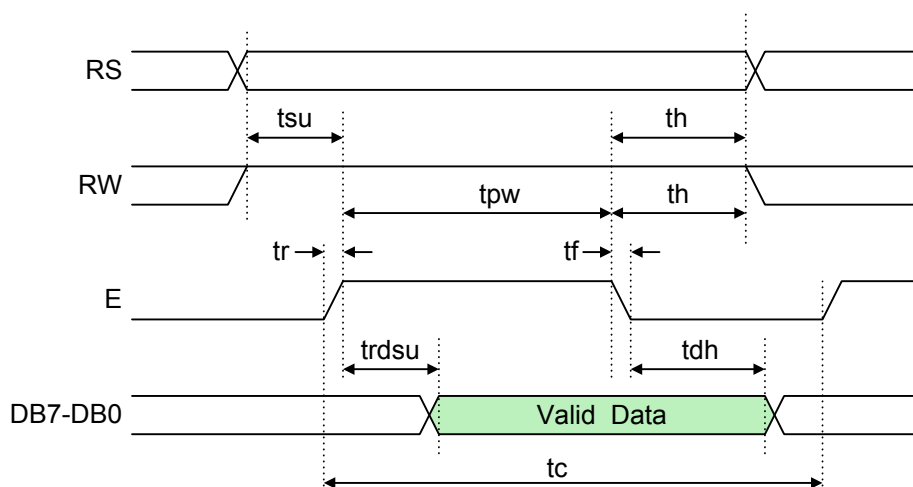 RS
tsu
th
RW
tpw
th
tr
tf
E
trdsu
tdh
DB7-DB0
Valid Data
tc